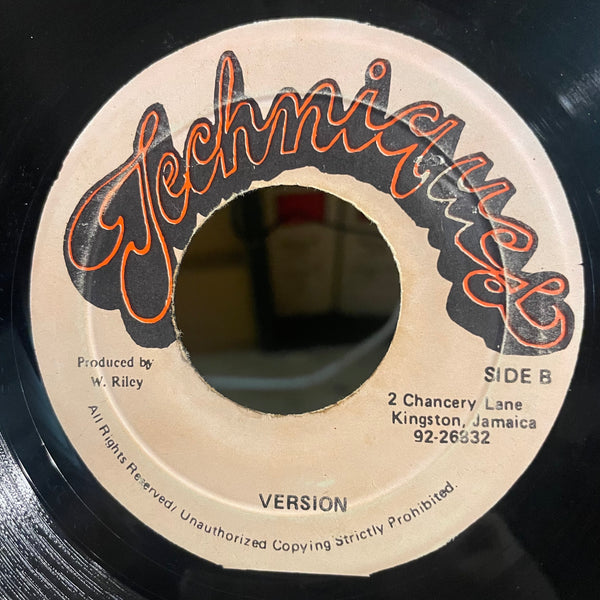 Techniques
Produced by
W. Riley
SIDE B
2 Chancery Lane
Kingston, Jamaica
92-26832
VERSION
All Rights Reserved/ Unauthorized Copying Strictly Prohibited.